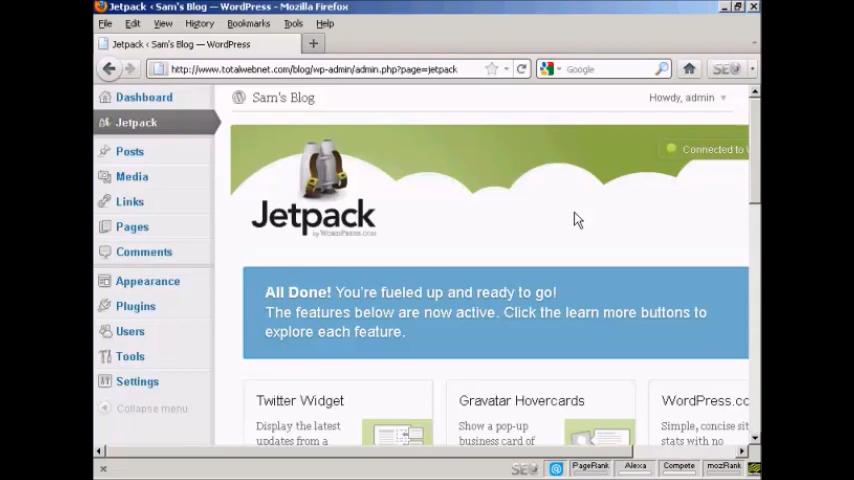 Jetpack ‹ Sam's Blog — WordPress - Mozilla Firefox
File Edit View History Bookmarks Tools Help
Jetpack ‹ Sam's Blog — WordPress
http://www.totalwebnet.com/blog/wp-admin/admin.php?page=jetpack
Google
SEO
Dashboard
Jetpack
Posts
Media
Links
Pages
Comments
Appearance
Plugins
Users
Tools
Settings
Collapse menu
Sam's Blog
Howdy, admin
Connected to
Jetpack
by WORDPRESS.COM
All Done! You're fueled up and ready to go!
The features below are now active. Click the learn more buttons to
explore each feature.
Twitter Widget
Display the latest
updates from a
Gravatar Hovercards
Show a pop-up
business card of
WordPress.co
Simple, concise sit
stats with no
SEO
PageRank
Alexa
Compete
mozRank